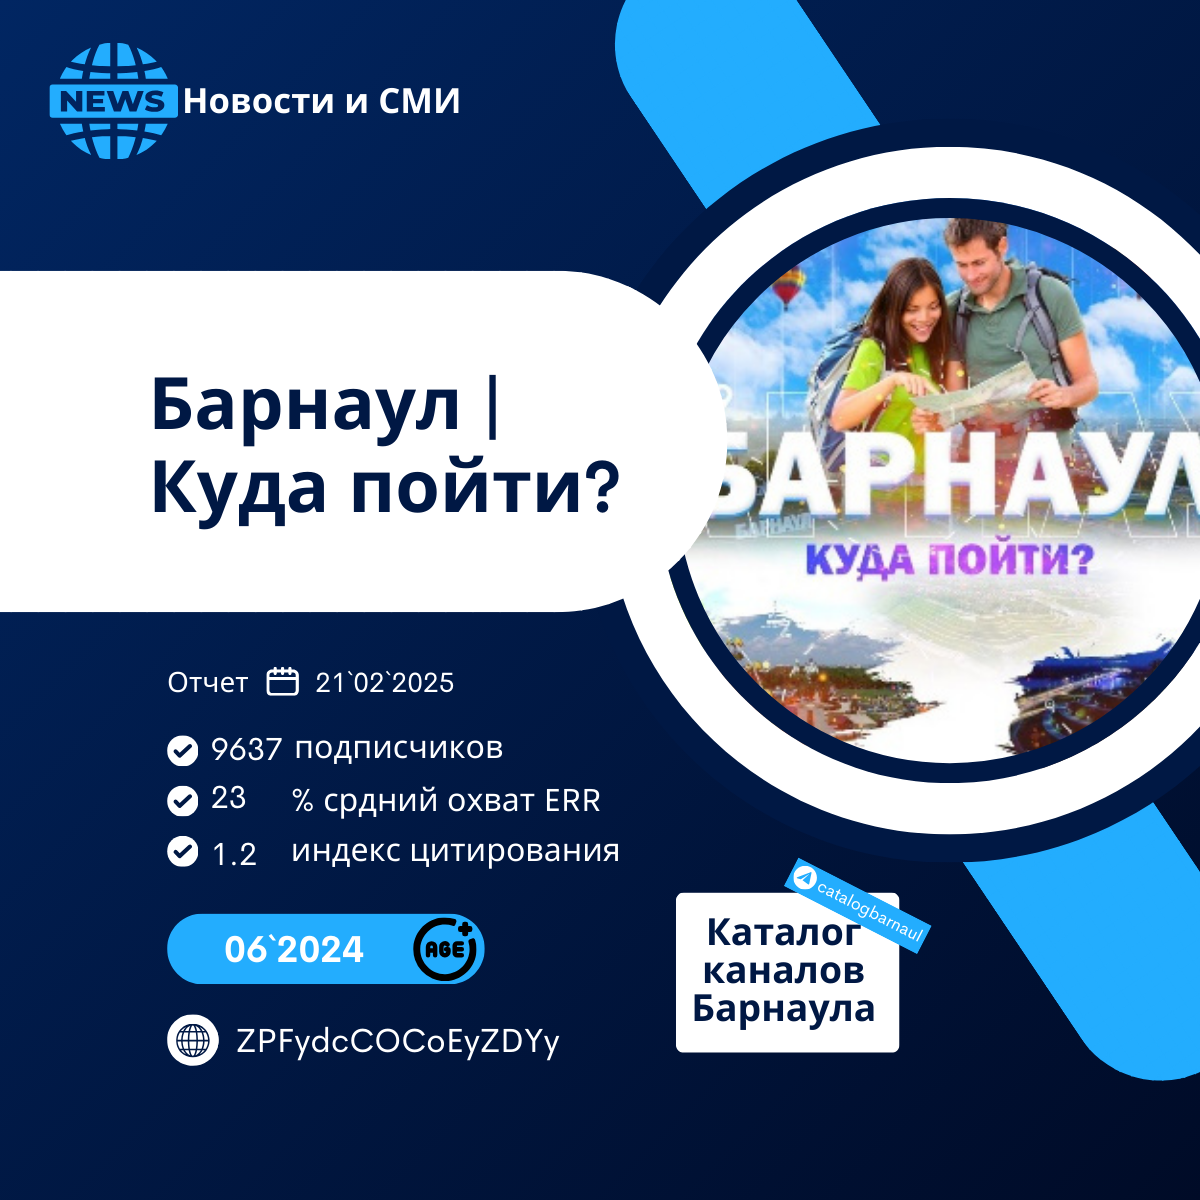 NEWS
Новости и СМИ
Барнаул |
Куда пойти?
БАРНАУЛ
БАРНАУЛ
КУДА ПОЙТИ?
Отчет 21`02`2025
9637 подписчиков
23 % срдний охват ERR
1.2 индекс цитирования
06`2024 AGE+
ZPFydcCOCoEyZDYy
catalogbarnaul
Каталог
каналов
Барнаула